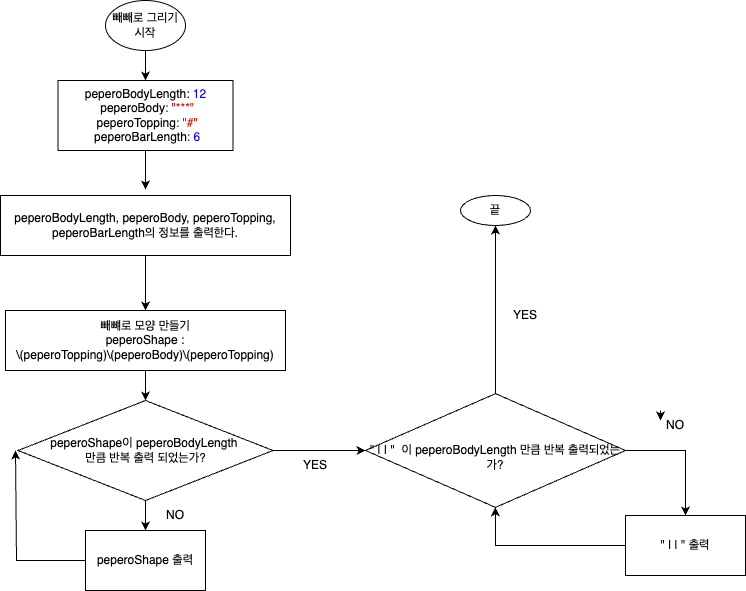 빼빼로 그리기
시작
peperoBodyLength: 12
peperoBody: "***"
peperoTopping: "#"
peperoBarLength: 6
peperoBodyLength, peperoBody, peperoTopping,
peperoBarLength의 정보를 출력한다.
빼빼로 모양 만들기
peperoShape :
\(peperoTopping)\(peperoBody)\(peperoTopping)
peperoShape이 peperoBodyLength
만큼 반복 출력 되었는가?
YES
NO
peperoShape 출력
끝
YES
" | | " 이 peperoBodyLength 만큼 반복 출력되었는
가?
NO
" | | " 출력